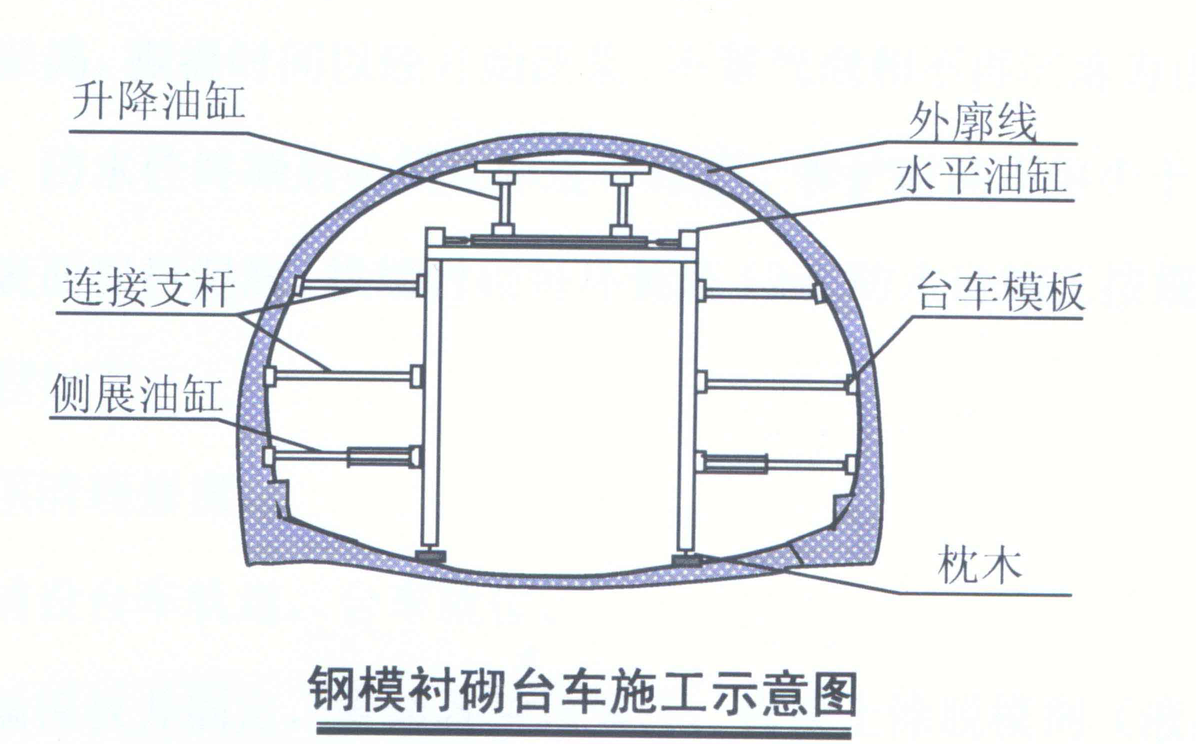 升降油缸
外廓线
水平油缸
连接支杆
台车模板
侧展油缸
枕木
钢模衬砌台车施工示意图